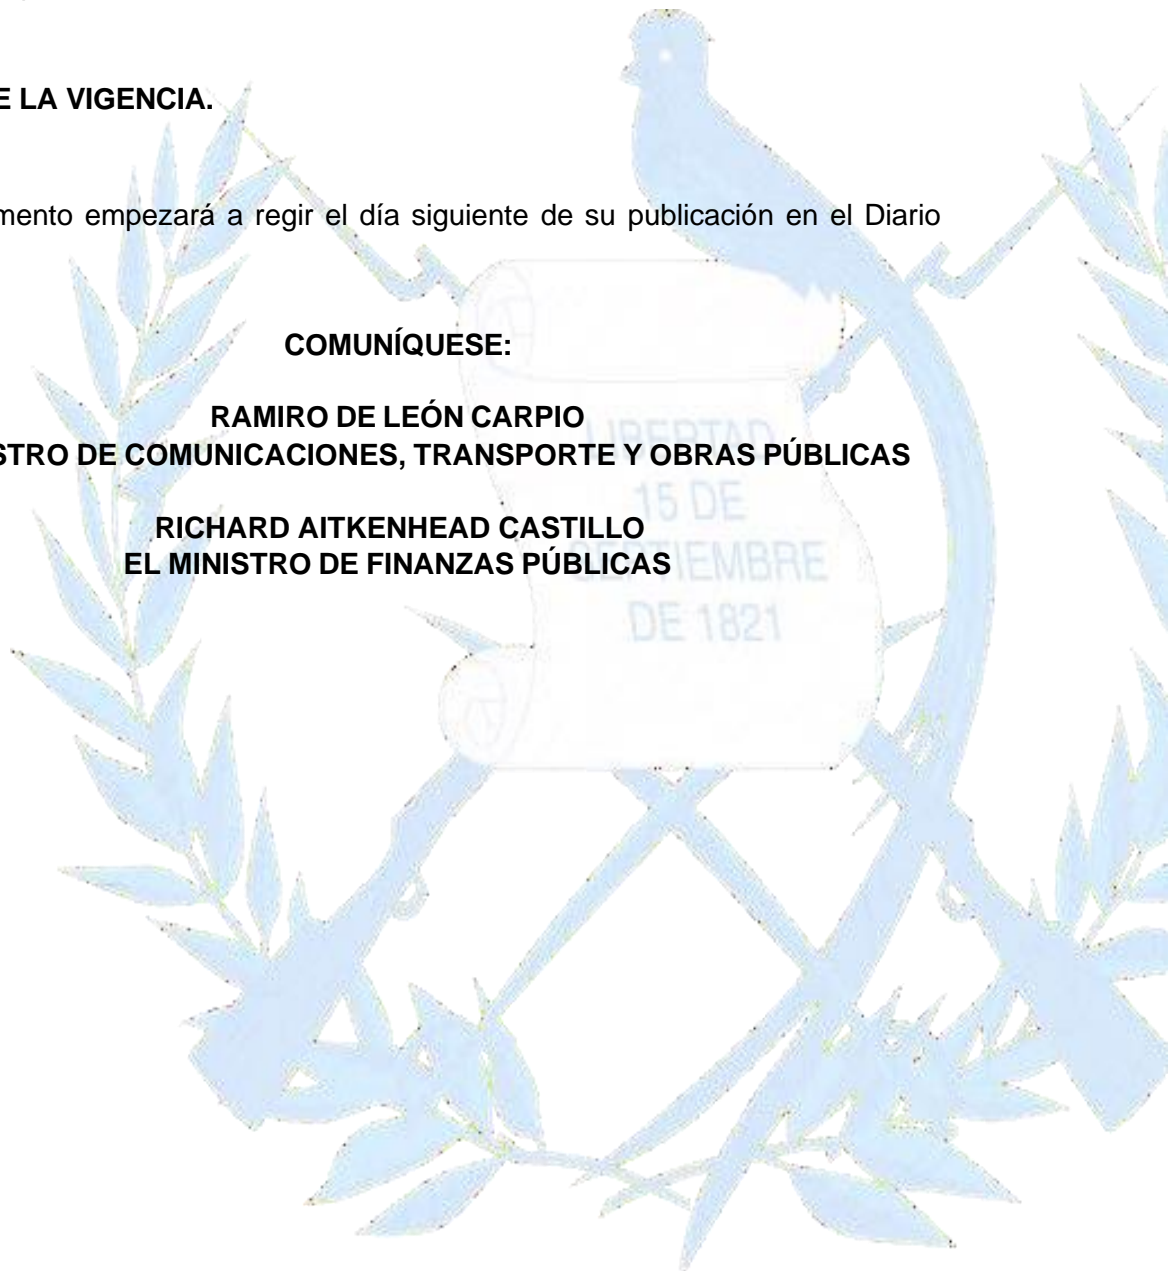 E LA VIGENCIA.
mento empezará a regir el día siguiente de su publicación en el Diario
COMUNÍQUESE:
RAMIRO DE LEÓN CARPIO
STRO DE COMUNICACIONES, TRANSPORTE Y OBRAS PÚBLICAS
RICHARD AITKENHEAD CASTILLO
EL MINISTRO DE FINANZAS PÚBLICAS
LIBERTAD
15 DE
SEPTIEMBRE
DE 1821